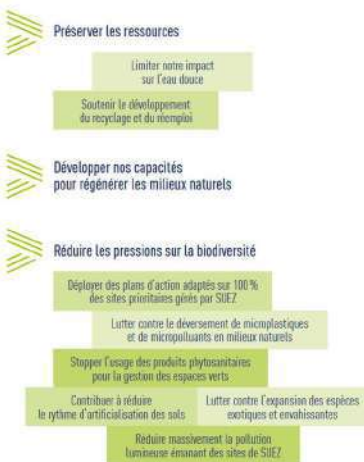 Préserver les ressources
Limiter notre impact
sur l'eau douce
Soutenir le développement
du recyclage et du réemploi
Développer nos capacités
pour régénérer les milieux naturels
Réduire les pressions sur la biodiversité
Déployer des plans d'action adaptés sur 100 %
des sites prioritaires gérés par SUEZ
Lutter contre le déversement de microplastiques
et de micropolluants en milieux naturels
Stopper l'usage des produits phytosanitaires
pour la gestion des espaces verts
Contribuer à réduire
le rythme d'artificialisation des sols
Lutter contre l'expansion des espèces
exotiques et envahissantes
Réduire massivement la pollution
lumineuse émanant des sites de SUEZ